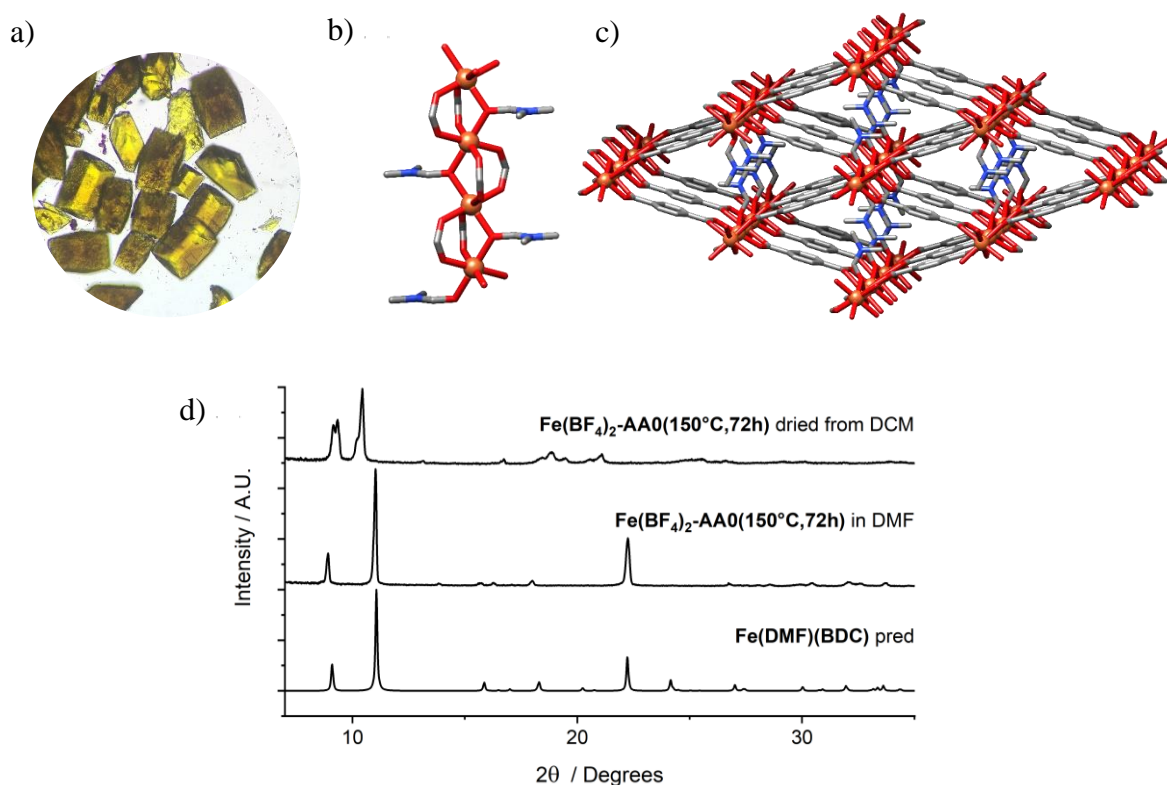 a)
b)
c)
d)
Fe(BF₄)₂-AA0(150°C,72h) dried from DCM
Fe(BF₄)₂-AA0(150°C,72h) in DMF
Fe(DMF)(BDC) pred
Intensity / A.U.
10
20
30
2θ / Degrees